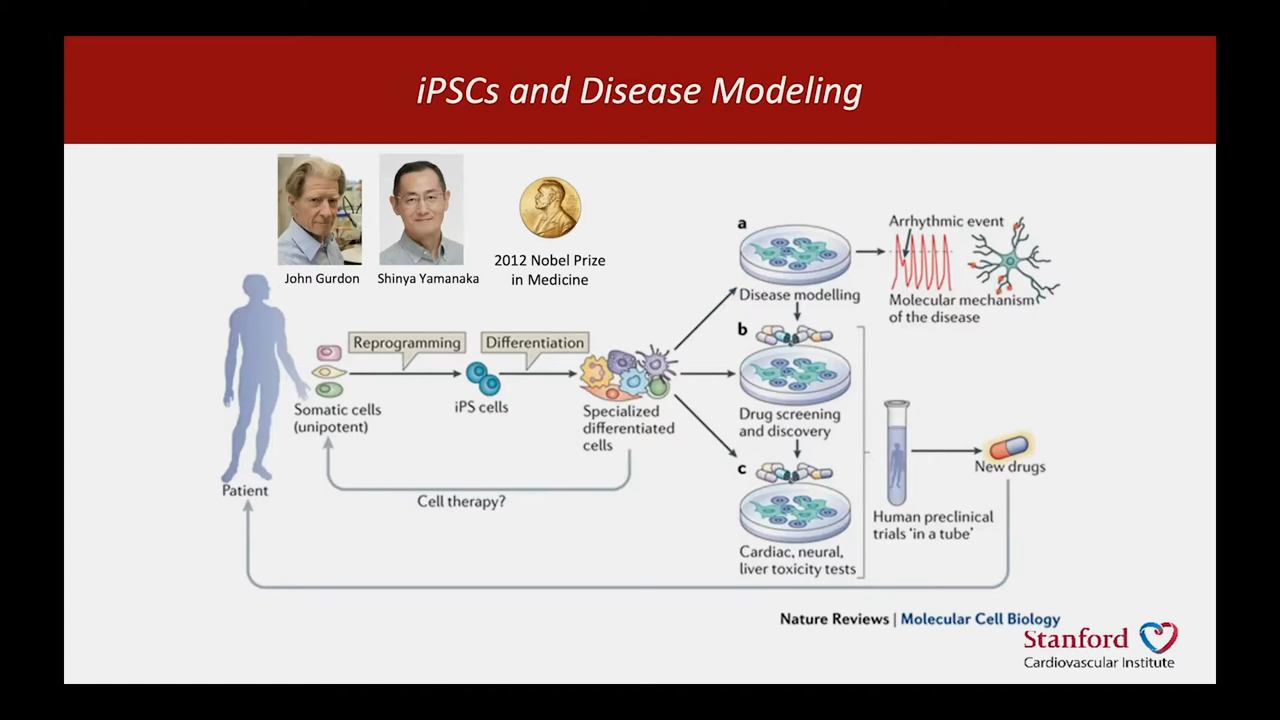 iPSCs and Disease Modeling
John Gurdon
Shinya Yamanaka
2012 Nobel Prize
in Medicine
Patient
Somatic cells
(unipotent)
Reprogramming
iPS cells
Differentiation
Specialized
differentiated
cells
Cell therapy?
a
Disease modelling
Arrhythmic event
Molecular mechanism
of the disease
b
Drug screening
and discovery
c
Cardiac, neural,
liver toxicity tests
Human preclinical
trials 'in a tube'
New drugs
Nature Reviews | Molecular Cell Biology
Stanford
Cardiovascular Institute